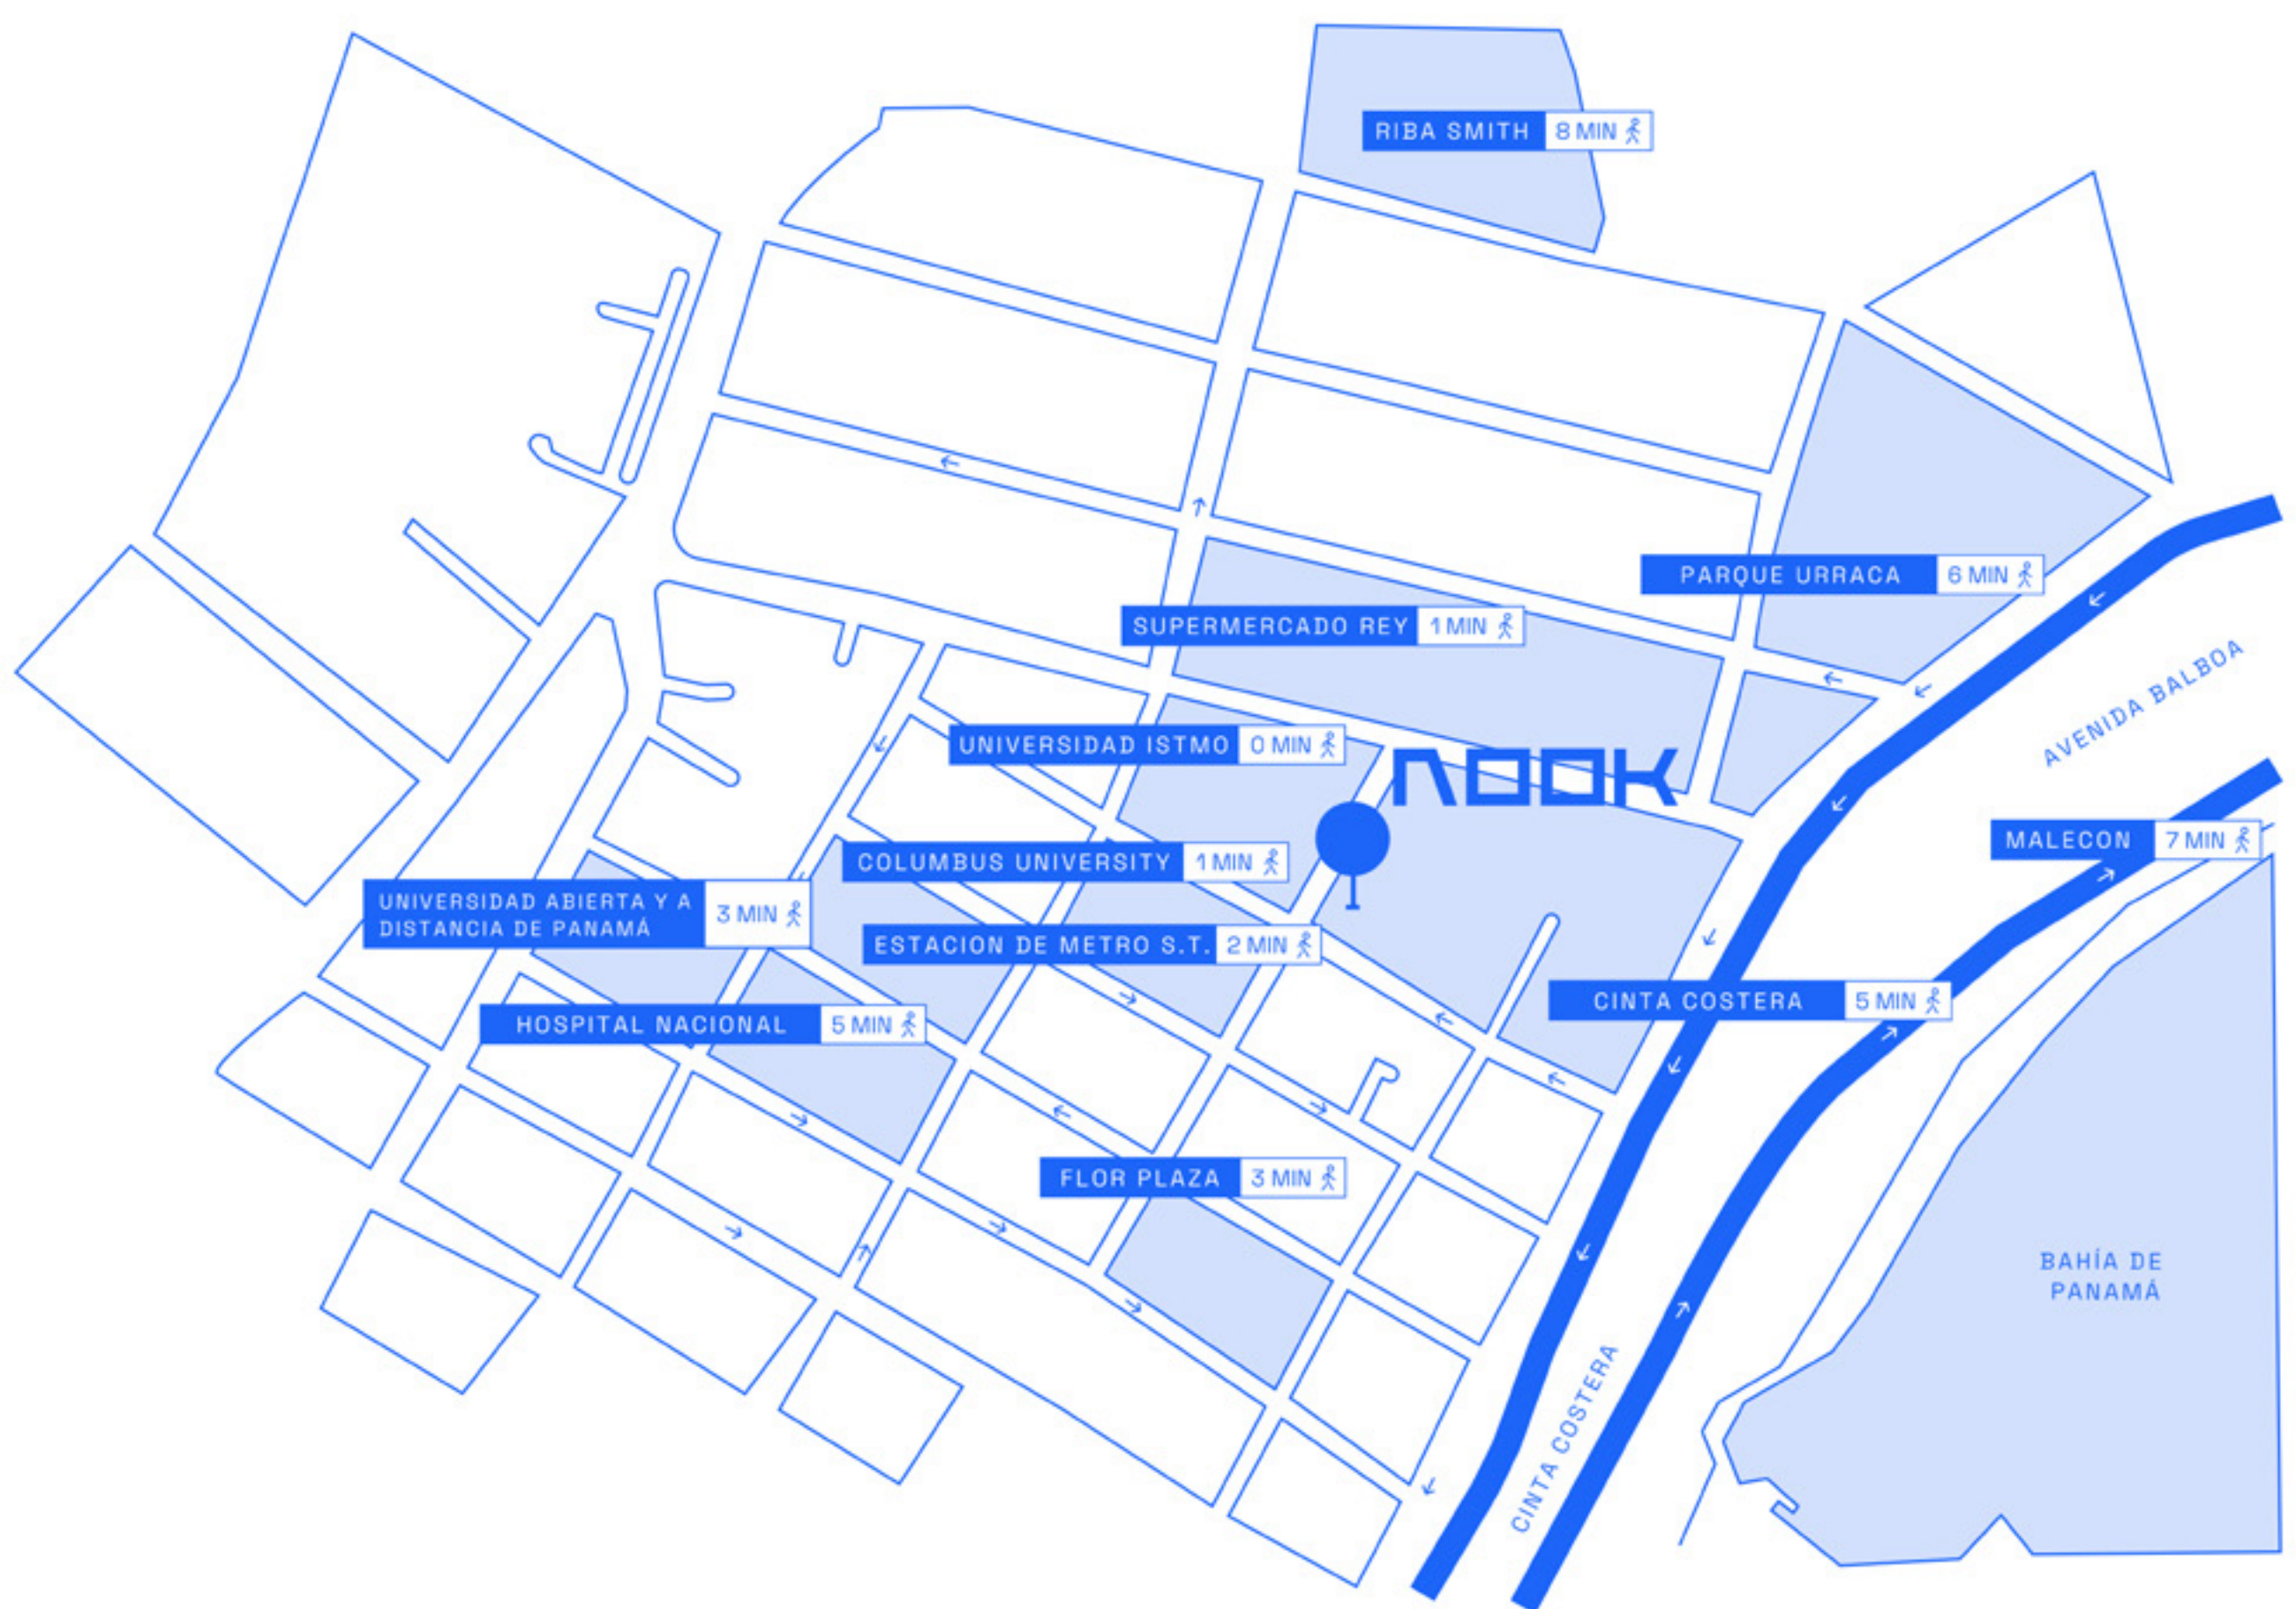 RIBA SMITH 8 MIN
PARQUE URRACA 6 MIN
SUPERMERCADO REY 1 MIN
AVENIDA BALBOA
UNIVERSIDAD ISTMO 0 MIN
NOOK
MALECON 7 MIN
COLUMBUS UNIVERSITY 1 MIN
UNIVERSIDAD ABIERTA Y A
DISTANCIA DE PANAMÁ 3 MIN
ESTACION DE METRO S.T. 2 MIN
CINTA COSTERA 5 MIN
HOSPITAL NACIONAL 5 MIN
FLOR PLAZA 3 MIN
BAHÍA DE
PANAMÁ
CINTA COSTERA